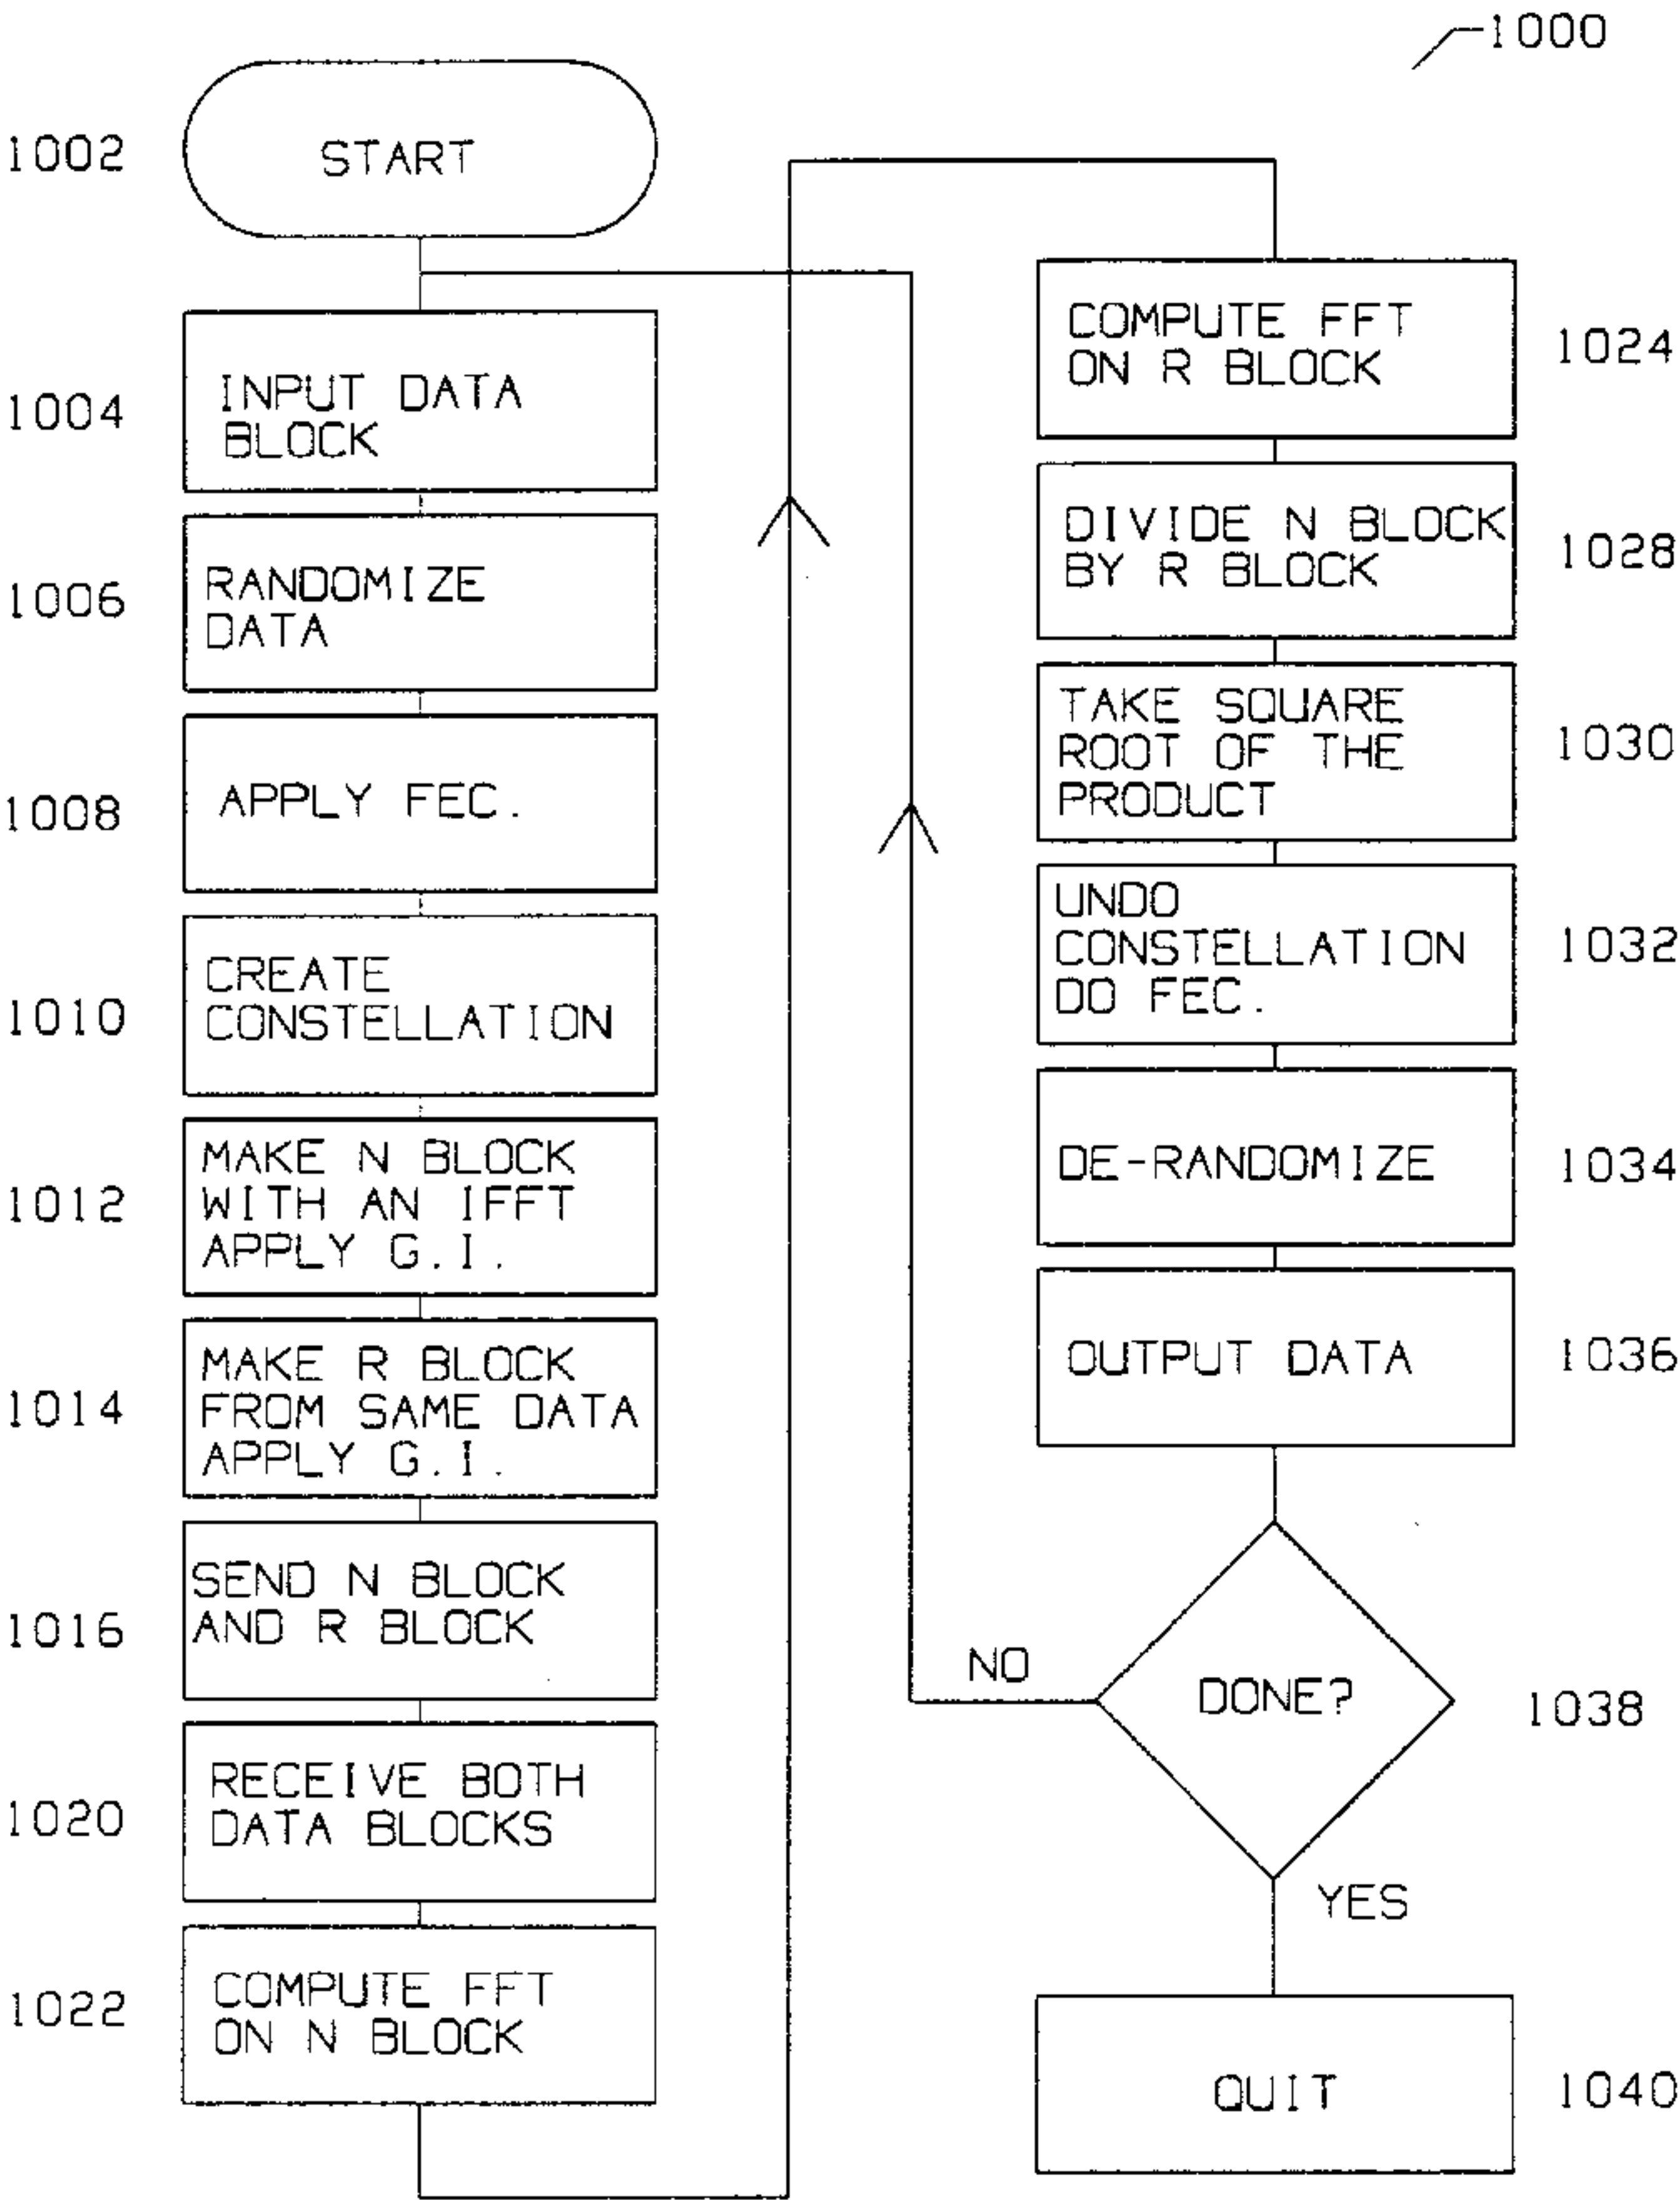 1000
1002
START
1004
INPUT DATA
BLOCK
1006
RANDOMIZE
DATA
1008
APPLY FEC.
1010
CREATE
CONSTELLATION
1012
MAKE N BLOCK
WITH AN IFFT
APPLY G.I.
1014
MAKE R BLOCK
FROM SAME DATA
APPLY G.I.
1016
SEND N BLOCK
AND R BLOCK
1020
RECEIVE BOTH
DATA BLOCKS
1022
COMPUTE FFT
ON N BLOCK
COMPUTE FFT
ON R BLOCK
1024
DIVIDE N BLOCK
BY R BLOCK
1028
TAKE SQUARE
ROOT OF THE
PRODUCT
1030
UNDO
CONSTELLATION
DO FEC.
1032
DE-RANDOMIZE
1034
OUTPUT DATA
1036
NO
DONE?
1038
YES
QUIT
1040